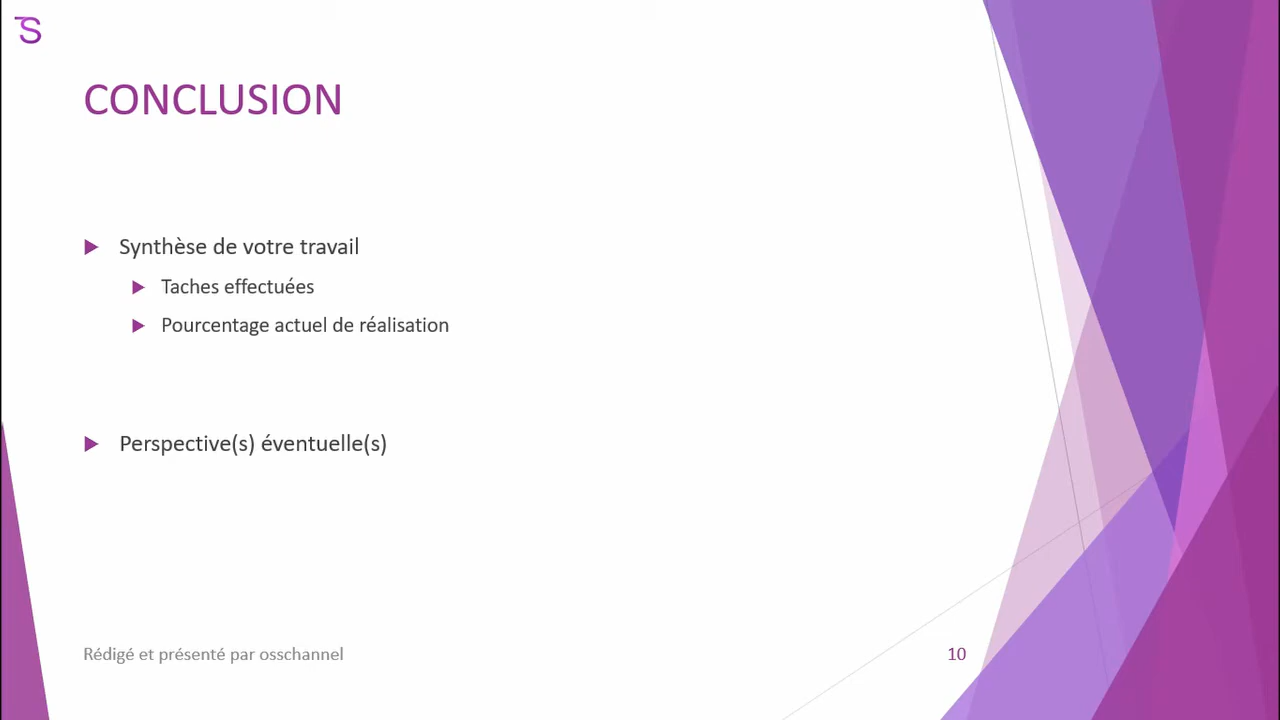 CONCLUSION
Synthèse de votre travail
Taches effectuées
Pourcentage actuel de réalisation
Perspective(s) éventuelle(s)
Rédigé et présenté par osschannel
10